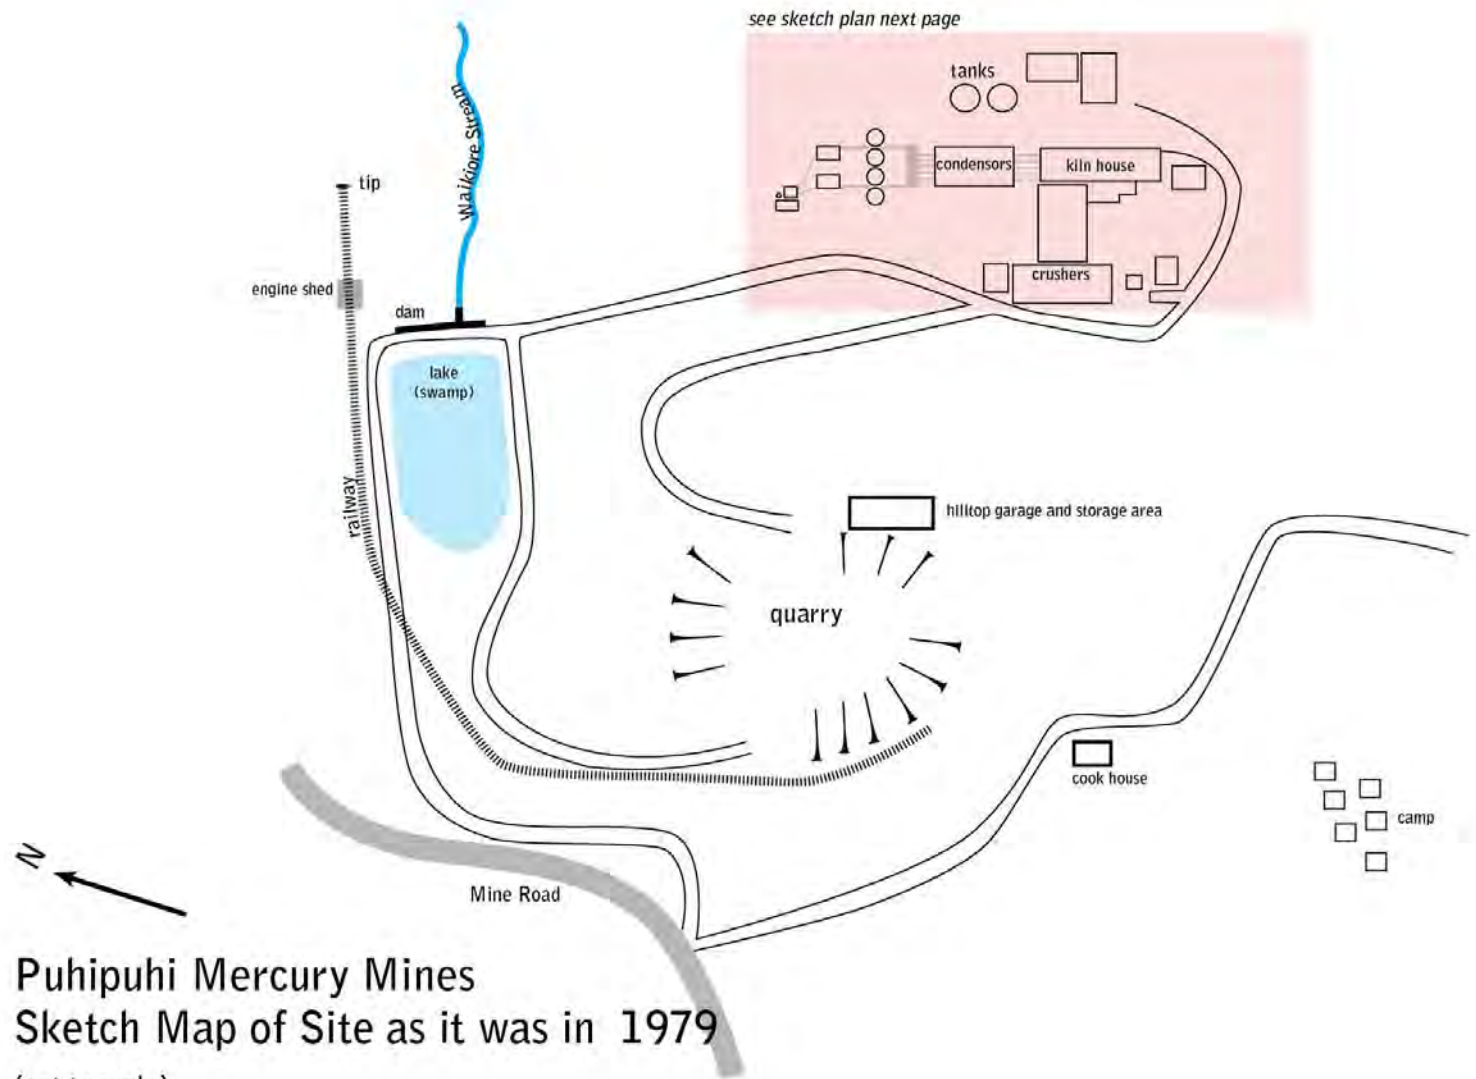 see sketch plan next page
tanks
condensors
kiln house
crushers
Waikiore Stream
tip
engine shed
dam
lake
(swamp)
railway
hilltop garage and storage area
quarry
cook house
camp
N
Mine Road
Puhipuhi Mercury Mines
Sketch Map of Site as it was in 1979